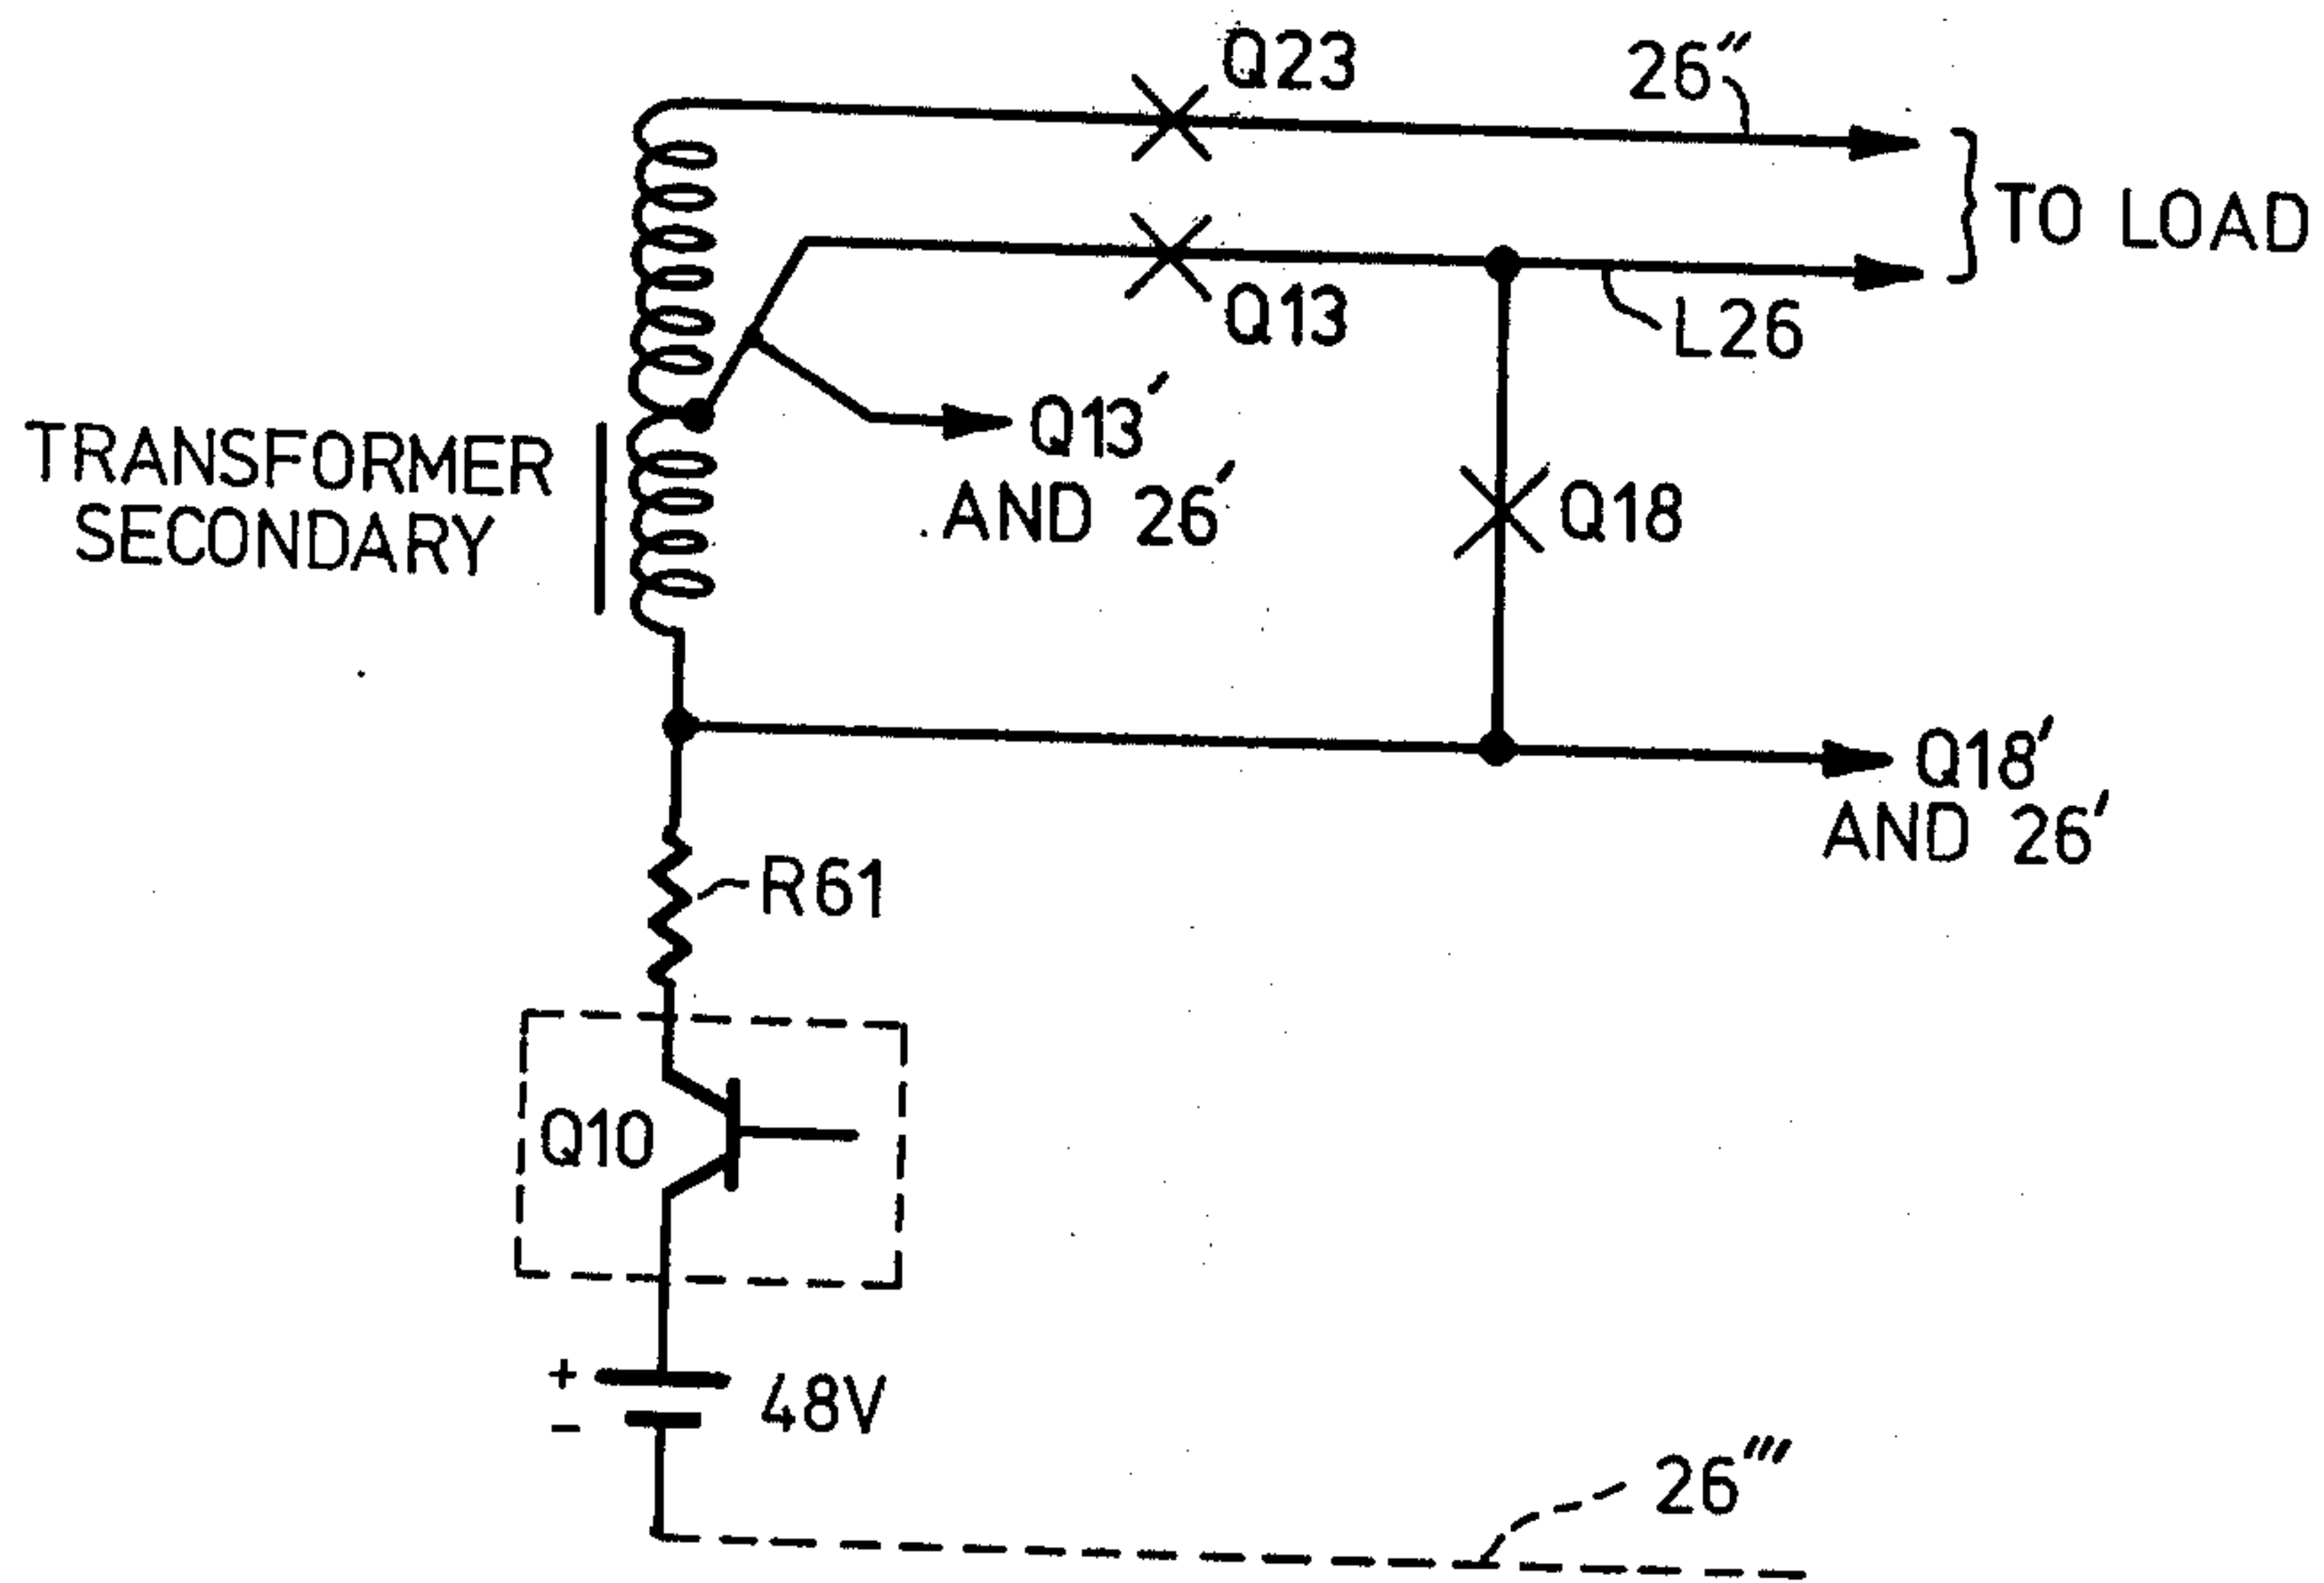 Q23
26″
TO LOAD
Q13
L26
Q13′
AND 26′
TRANSFORMER
SECONDARY
Q18
Q18′
AND 26′
R61
Q10
+
−
48V
26‴